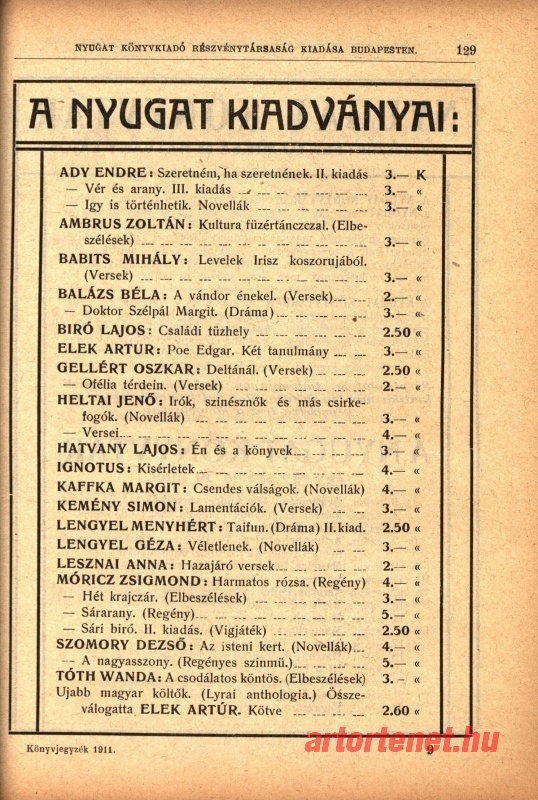 NYUGAT KÖNYVKIADÓ RÉSZVÉNYTÁRSASÁG KIADÁSA BUDAPESTEN. 129
A NYUGAT KIADVÁNYAI:
ADY ENDRE: Szeretném, ha szeretnének. II. kiadás 3.— K
— Vér és arany. III. kiadás 3.— «
— Igy is történhetik. Novellák 3.— «
AMBRUS ZOLTÁN: Kultura füzértánczczal. (Elbe-
szélések) 3.— «
BABITS MIHÁLY: Levelek Irisz koszorujából.
(Versek) 3.— «
BALÁZS BÉLA: A vándor énekel. (Versek) 2.— «
— Doktor Szélpál Margit. (Dráma) 3.— «
BIRÓ LAJOS: Családi tüzhely 2.50 «
ELEK ARTUR: Poe Edgar. Két tanulmány 3.— «
GELLÉRT OSZKAR: Deltánál. (Versek) 2.50 «
— Ofélia térdein. (Versek) 2.— «
HELTAI JENŐ: Irók, szinésznők és más csirke-
fogók. (Novellák) 3.— «
— Versei 4.— «
HATVANY LAJOS: Én és a könyvek 3.— «
IGNOTUS: Kisérletek 4.— «
KAFFKA MARGIT: Csendes válságok. (Novellák) 4.— «
KEMÉNY SIMON: Lamentációk. (Versek) 3.— «
LENGYEL MENYHÉRT: Taifun. (Dráma) II. kiad. 2.50 «
LENGYEL GÉZA: Véletlenek. (Novellák) 3.— «
LESZNAI ANNA: Hazajáró versek 2.— «
MÓRICZ ZSIGMOND: Harmatos rózsa. (Regény) 4.— «
— Hét krajczár. (Elbeszélések) 3.— «
— Sárarany. (Regény) 5.— «
— Sári biró. II. kiadás. (Vigjáték) 2.50 «
SZOMORY DEZSŐ: Az isteni kert. (Novellák) 4.— «
— A nagyasszony. (Regényes szinmü.) 5.— «
TÓTH WANDA: A csodálatos köntös. (Elbeszélések) 3.- «
Ujabb magyar költők. (Lyrai anthologia.) Össze-
válogatta ELEK ARTÚR. Kötve 2.60 «
Könyvjegyzék 1911. 9
artortenet.hu